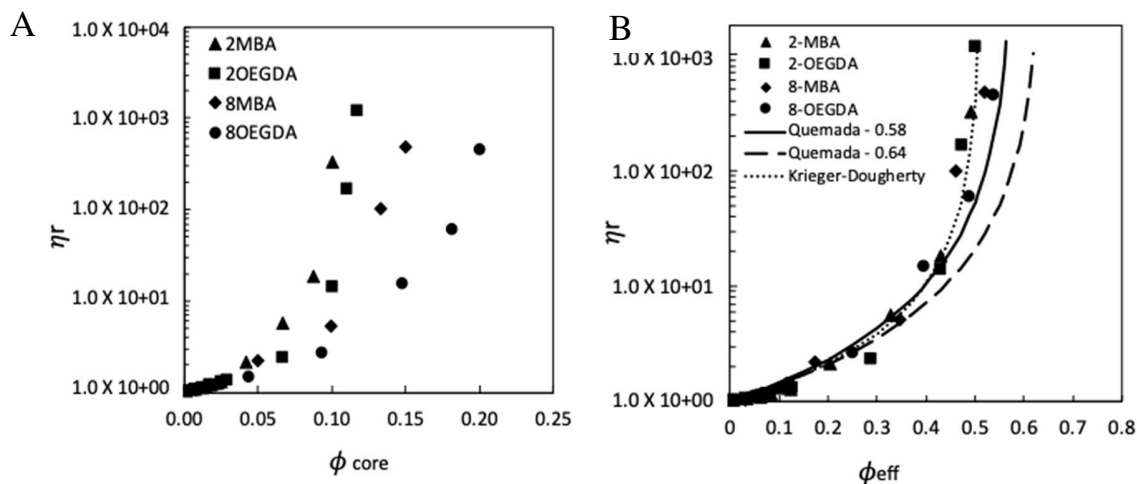 A
1.0 X 10+04
1.0 X 10+03
1.0 X 10+02
1.0 X 10+01
1.0 X 10+00
ηr
▲ 2MBA
■ 2OEGDA
◆ 8MBA
● 8OEGDA
0.00 0.05 0.10 0.15 0.20 0.25
ϕ core
B
1.0 X 10+03
1.0 X 10+02
1.0 X 10+01
1.0 X 10+00
ηr
▲ 2-MBA
■ 2-OEGDA
◆ 8-MBA
● 8-OEGDA
Quemada - 0.58
Quemada - 0.64
Krieger-Dougherty
0 0.1 0.2 0.3 0.4 0.5 0.6 0.7 0.8
ϕeff